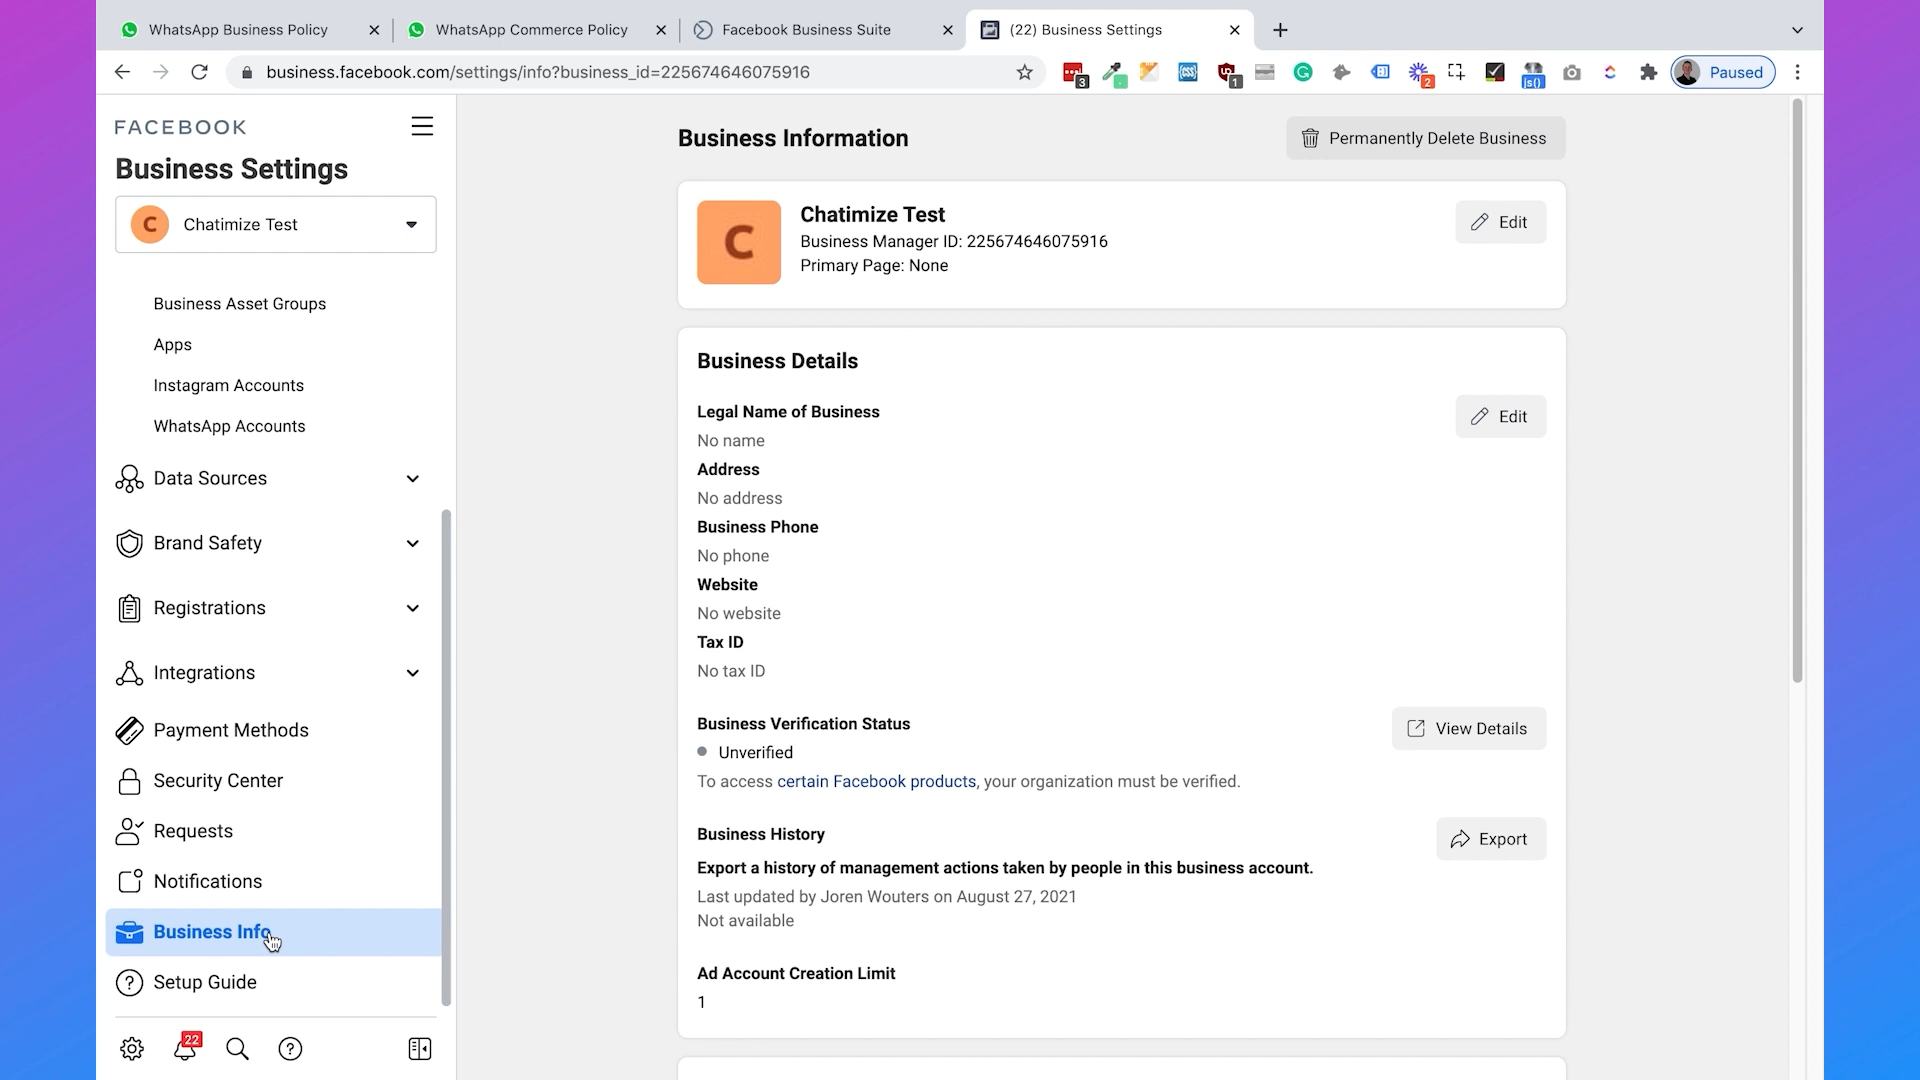 WhatsApp Business Policy
WhatsApp Commerce Policy
Facebook Business Suite
(22) Business Settings
business.facebook.com/settings/info?business_id=225674646075916
3
1
2
Paused
FACEBOOK
Business Settings
C
Chatimize Test
Business Asset Groups
Apps
Instagram Accounts
WhatsApp Accounts
Data Sources
Brand Safety
Registrations
Integrations
Payment Methods
Security Center
Requests
Notifications
Business Info
Setup Guide
22
Business Information
Permanently Delete Business
C
Chatimize Test
Business Manager ID: 225674646075916
Primary Page: None
Edit
Business Details
Legal Name of Business
Edit
No name
Address
No address
Business Phone
No phone
Website
No website
Tax ID
No tax ID
Business Verification Status
View Details
Unverified
To access certain Facebook products, your organization must be verified.
Business History
Export
Export a history of management actions taken by people in this business account.
Last updated by Joren Wouters on August 27, 2021
Not available
Ad Account Creation Limit
1